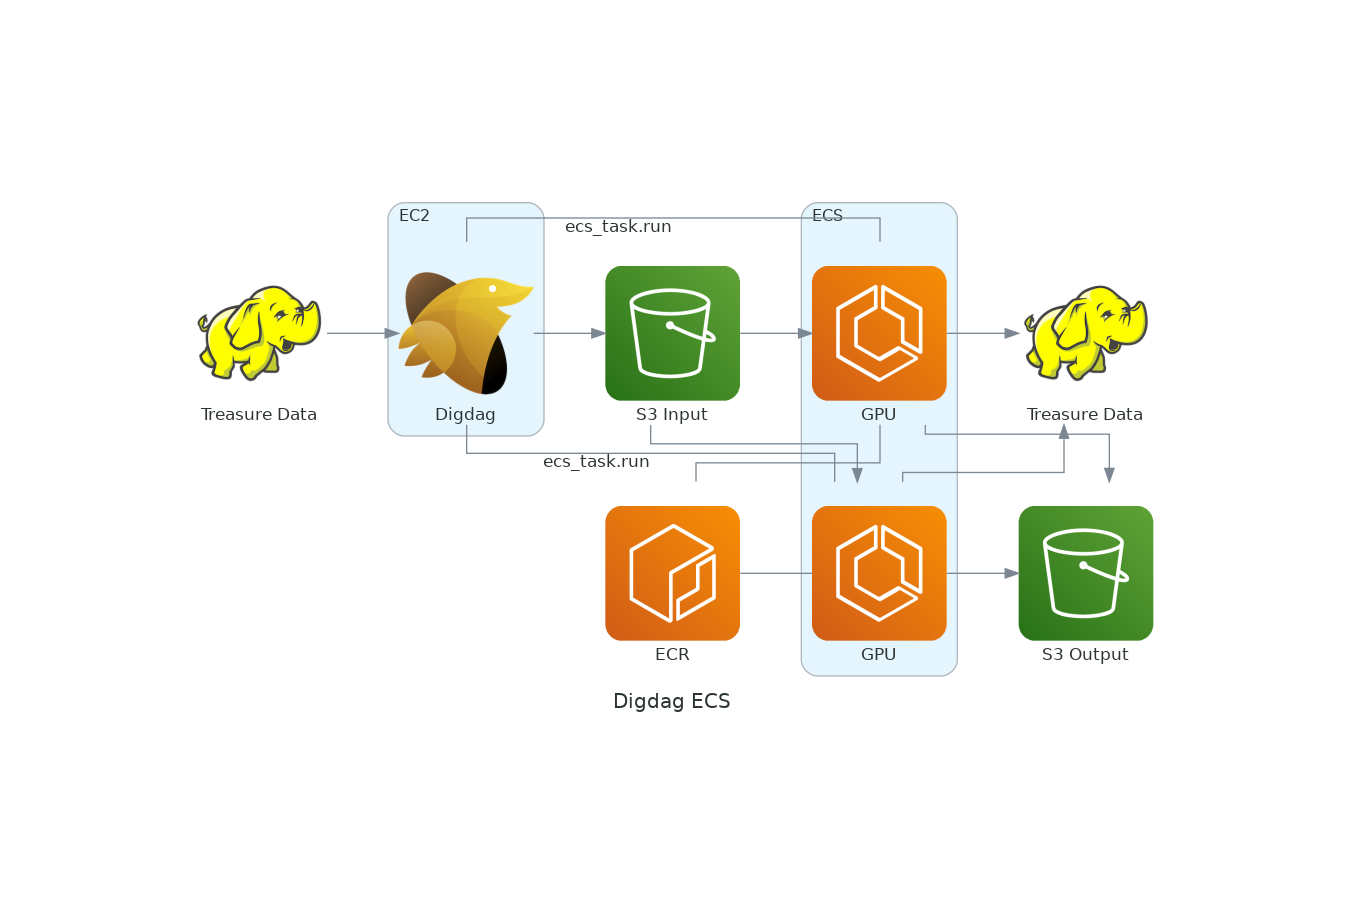 EC2
ECS
ecs_task.run
Treasure Data
Digdag
S3 Input
GPU
Treasure Data
ecs_task.run
ECR
GPU
S3 Output
Digdag ECS